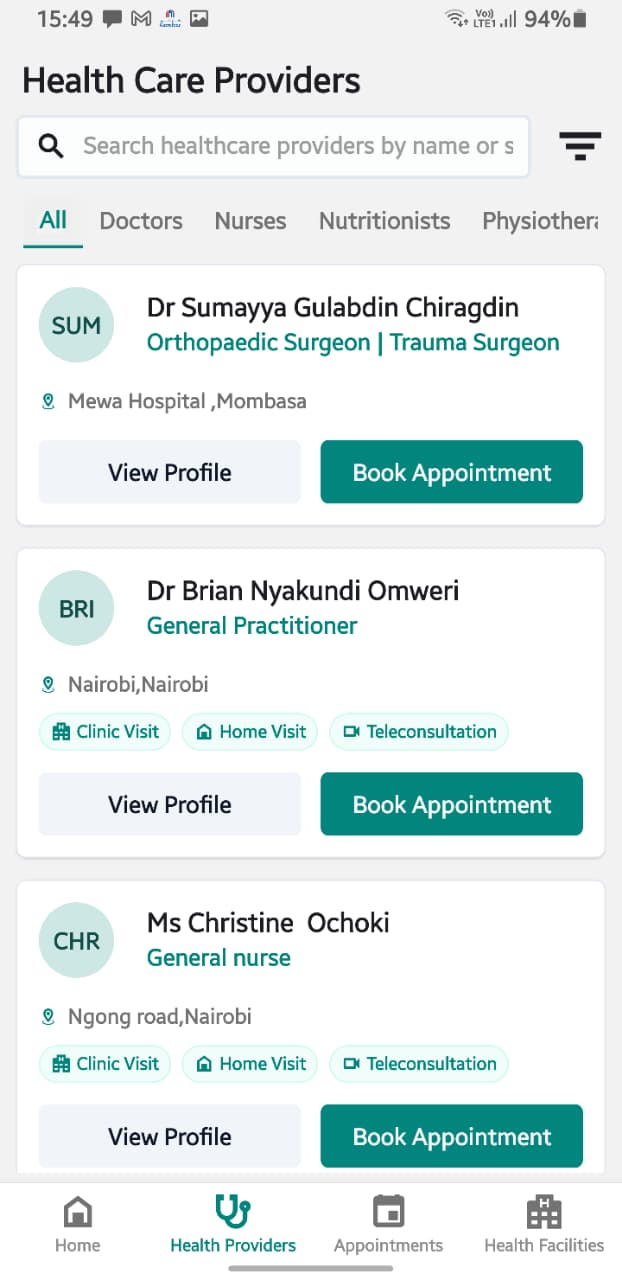 15:49
Vo))
LTE1
94%
Health Care Providers
Search healthcare providers by name or s
All Doctors Nurses Nutritionists Physiothera
SUM
Dr Sumayya Gulabdin Chiragdin
Orthopaedic Surgeon | Trauma Surgeon
Mewa Hospital ,Mombasa
View Profile Book Appointment
BRI
Dr Brian Nyakundi Omweri
General Practitioner
Nairobi,Nairobi
Clinic Visit Home Visit Teleconsultation
View Profile Book Appointment
CHR
Ms Christine  Ochoki
General nurse
Ngong road,Nairobi
Clinic Visit Home Visit Teleconsultation
View Profile Book Appointment
Home Health Providers Appointments Health Facilities